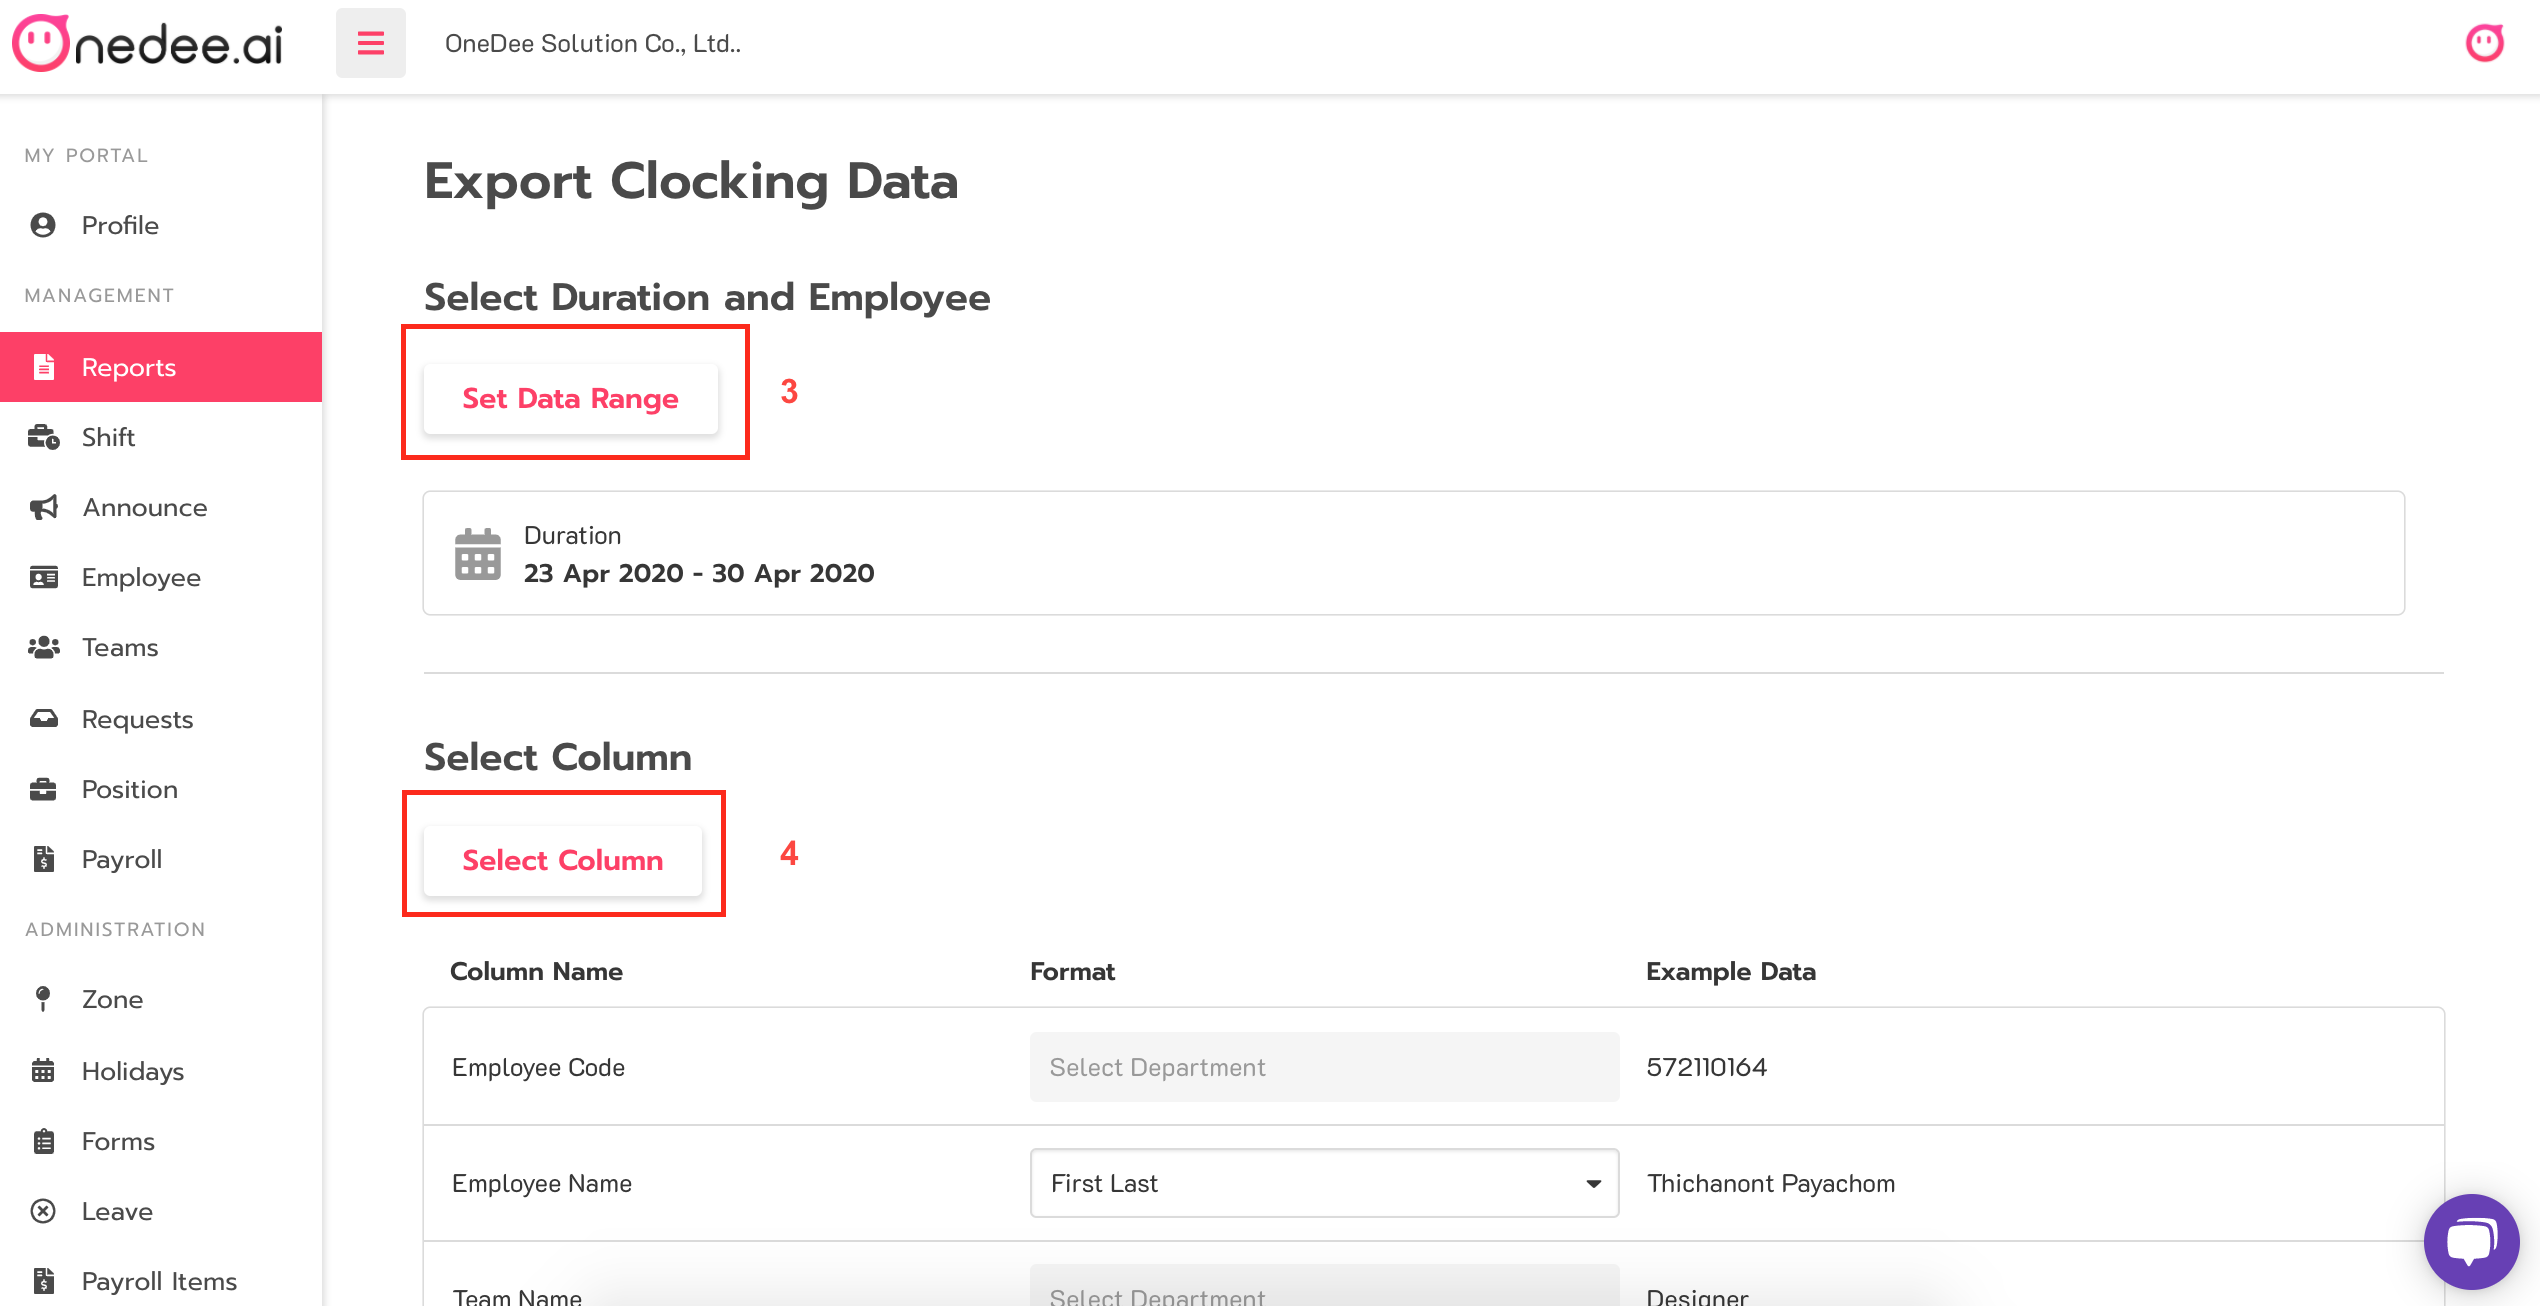 Onedee.ai
OneDee Solution Co., Ltd..
MY PORTAL
Profile
MANAGEMENT
Reports
Shift
Announce
Employee
Teams
Requests
Position
Payroll
ADMINISTRATION
Zone
Holidays
Forms
Leave
Payroll Items
Export Clocking Data
Select Duration and Employee
Set Data Range
3
Duration
23 Apr 2020 - 30 Apr 2020
Select Column
Select Column
4
Column Name Format Example Data
Employee Code Select Department 572110164
Employee Name First Last Thichanont Payachom
Team Name Select Department Designer